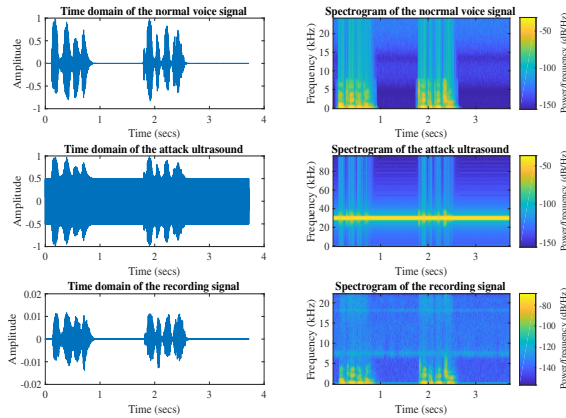 Time domain of the normal voice signal
1
0.5
0
-0.5
-1
Amplitude
0 1 2 3 4
Time (secs)
Spectrogram of the nocrmal voice signal
20
15
10
5
0
Frequency (kHz)
0 1 2 3
Time (secs)
-50
-100
-150
Power/frequency (dB/Hz)
Time domain of the attack ultrasound
1
0.5
0
-0.5
-1
Amplitude
0 1 2 3 4
Time (secs)
Spectrogram of the attack ultrasound
80
60
40
20
0
Frequency (kHz)
0 1 2 3
Time (secs)
-50
-100
-150
Power/frequency (dB/Hz)
Time domain of the recording signal
0.02
0.01
0
-0.01
-0.02
Amplitude
0 1 2 3 4
Time (secs)
Spectrogram of the recording signal
20
15
10
5
0
Frequency (kHz)
0 1 2 3
Time (secs)
-80
-100
-120
-140
Power/frequency (dB/Hz)